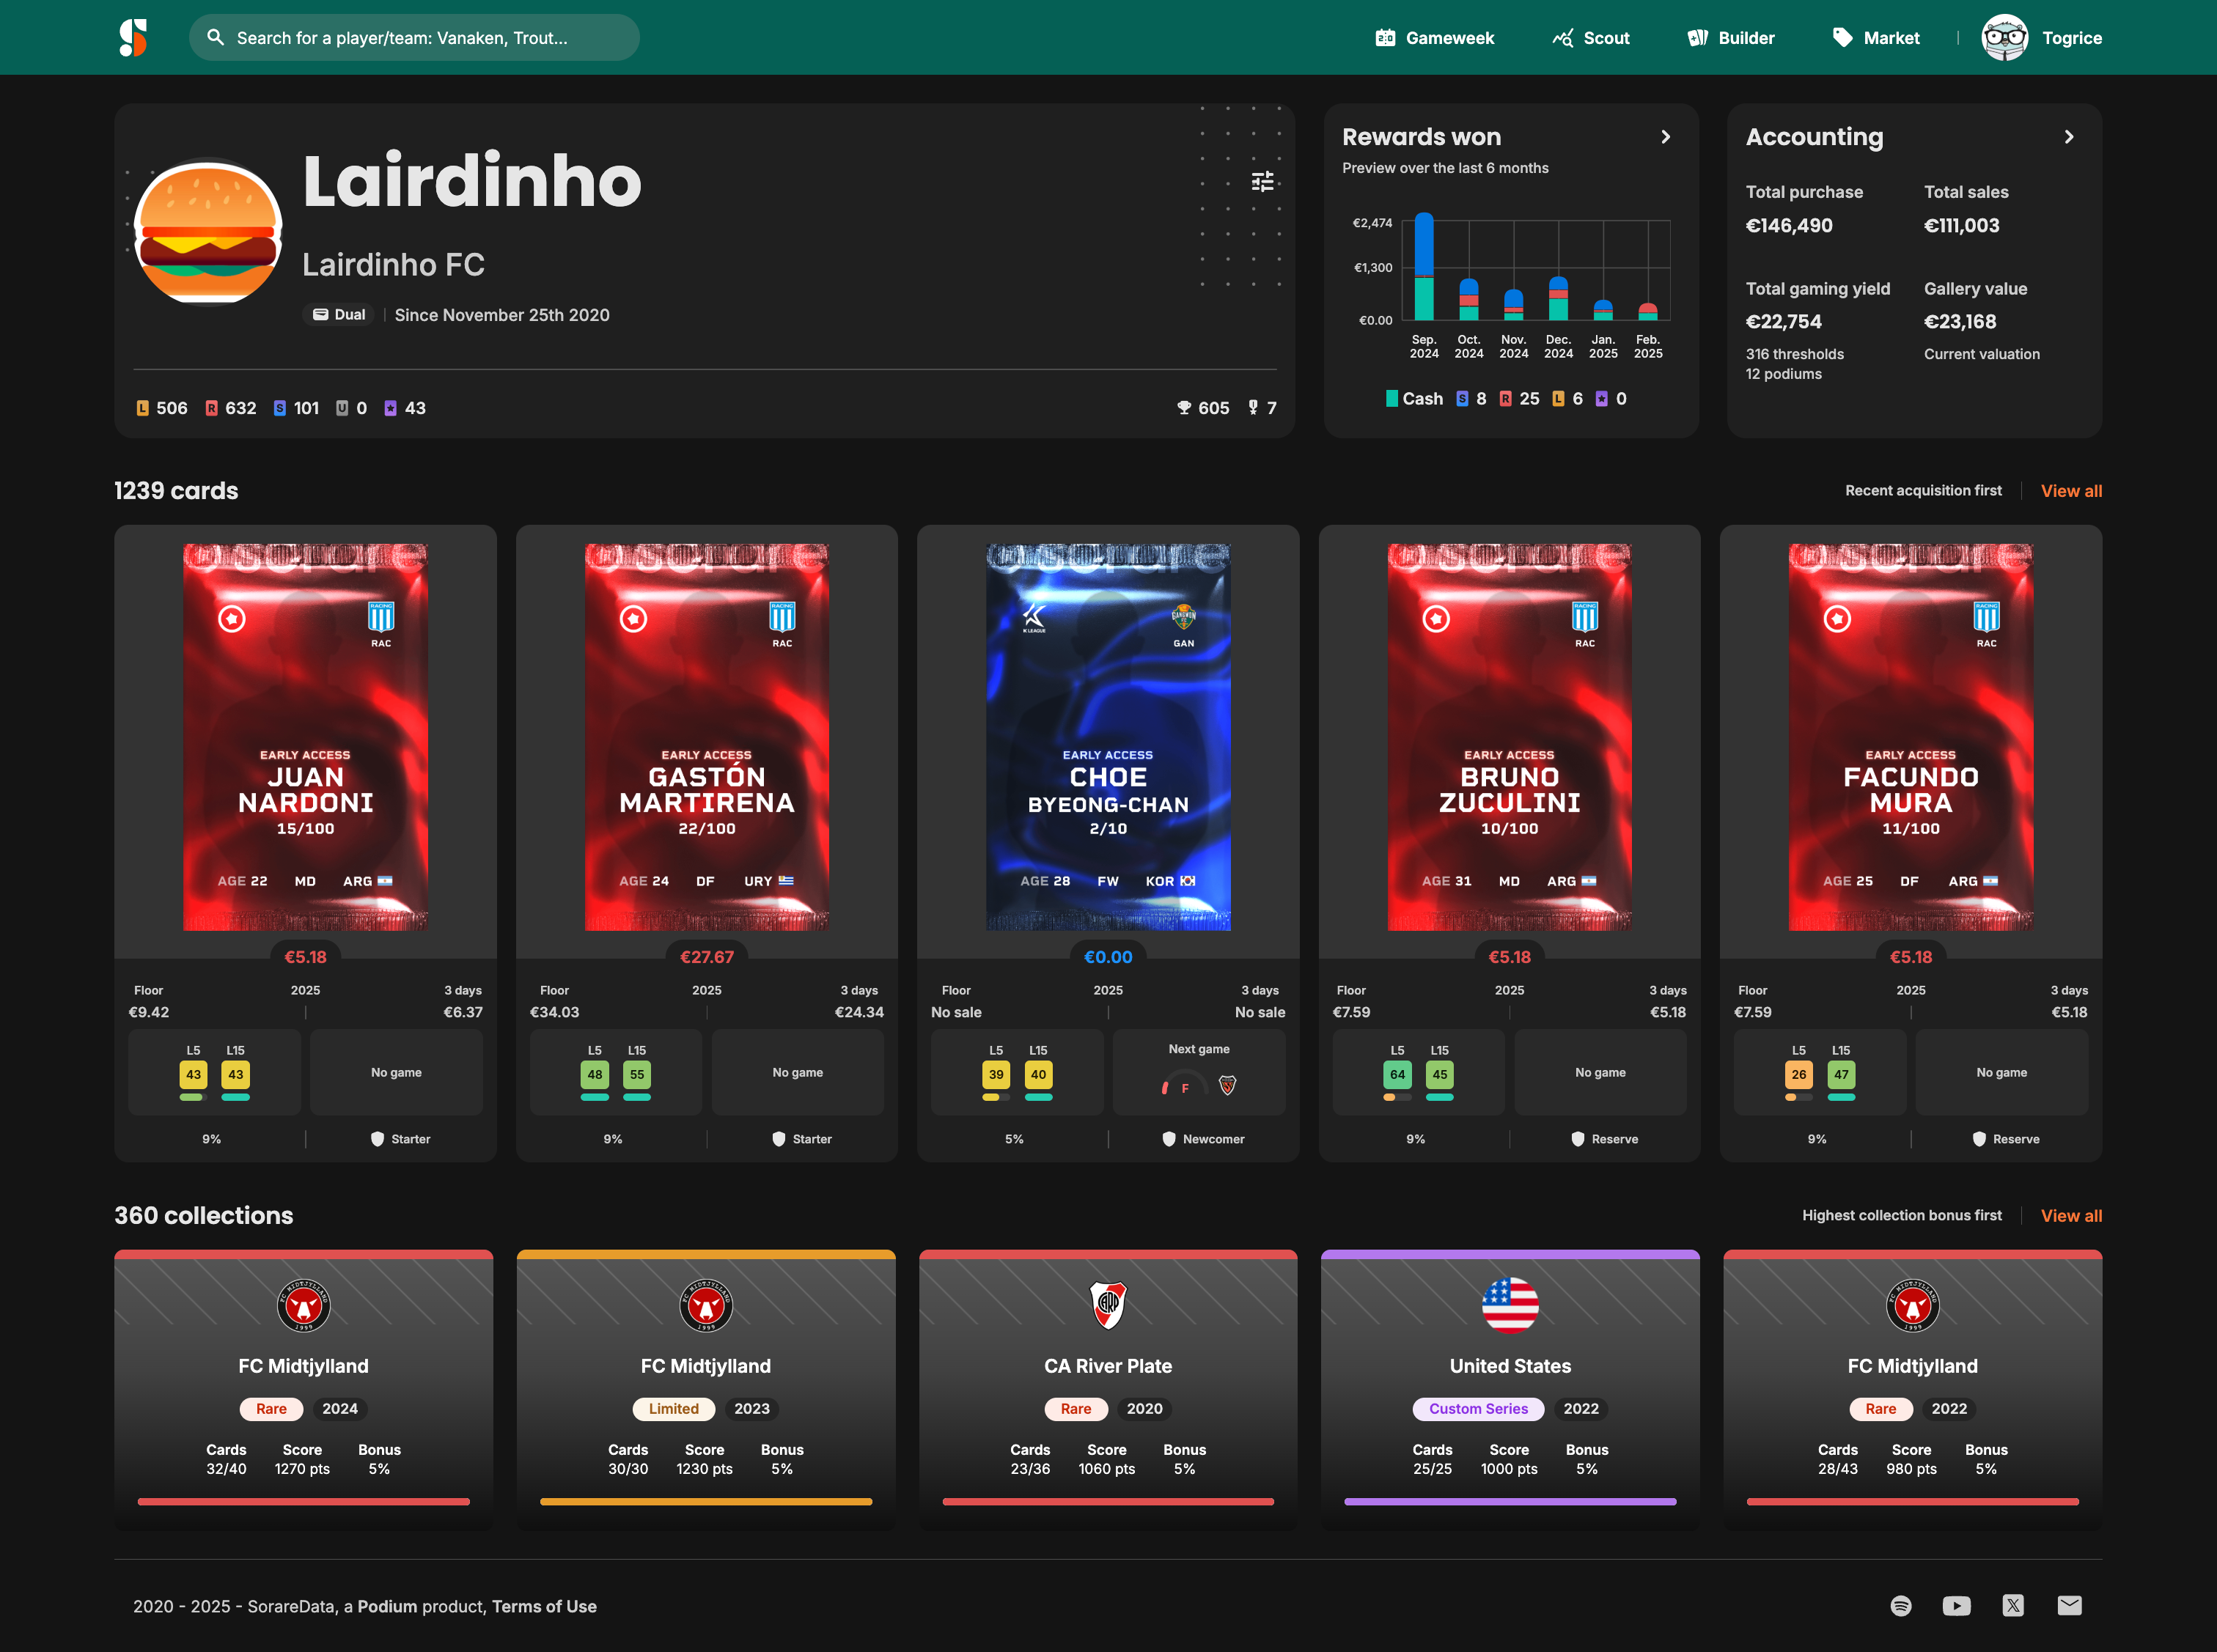 Search for a player/team: Vanaken, Trout...
Gameweek
Scout
Builder
Market
Togrice
Lairdinho
Lairdinho FC
Dual
Since November 25th 2020
L 506 R 632 S 101 U 0 43
605 7
Rewards won
Preview over the last 6 months
€2,474
€1,300
€0.00
Sep. 2024
Oct. 2024
Nov. 2024
Dec. 2024
Jan. 2025
Feb. 2025
Cash S 8 R 25 L 6 0
Accounting
Total purchase
€146,490
Total sales
€111,003
Total gaming yield
€22,754
316 thresholds
12 podiums
Gallery value
€23,168
Current valuation
1239 cards
Recent acquisition first
View all
RACING
RAC
EARLY ACCESS
JUAN
NARDONI
15/100
AGE 22 MD ARG
€5.18
Floor 2025 3 days
€9.42 €6.37
L5 L15
43 43
No game
9% Starter
RACING
RAC
EARLY ACCESS
GASTÓN
MARTIRENA
22/100
AGE 24 DF URY
€27.67
Floor 2025 3 days
€34.03 €24.34
L5 L15
48 55
No game
9% Starter
K LEAGUE
GAN
EARLY ACCESS
CHOE
BYEONG-CHAN
2/10
AGE 28 FW KOR
€0.00
Floor 2025 3 days
No sale No sale
L5 L15
39 40
Next game
F
5% Newcomer
RACING
RAC
EARLY ACCESS
BRUNO
ZUCULINI
10/100
AGE 31 MD ARG
€5.18
Floor 2025 3 days
€7.59 €5.18
L5 L15
64 45
No game
9% Reserve
RACING
RAC
EARLY ACCESS
FACUNDO
MURA
11/100
AGE 25 DF ARG
€5.18
Floor 2025 3 days
€7.59 €5.18
L5 L15
26 47
No game
9% Reserve
360 collections
Highest collection bonus first
View all
FC MIDTJYLLAND
1999
FC Midtjylland
Rare 2024
Cards Score Bonus
32/40 1270 pts 5%
FC MIDTJYLLAND
1999
FC Midtjylland
Limited 2023
Cards Score Bonus
30/30 1230 pts 5%
CARP
CA River Plate
Rare 2020
Cards Score Bonus
23/36 1060 pts 5%
United States
Custom Series 2022
Cards Score Bonus
25/25 1000 pts 5%
FC MIDTJYLLAND
1999
FC Midtjylland
Rare 2022
Cards Score Bonus
28/43 980 pts 5%
2020 - 2025 - SorareData, a Podium product, Terms of Use